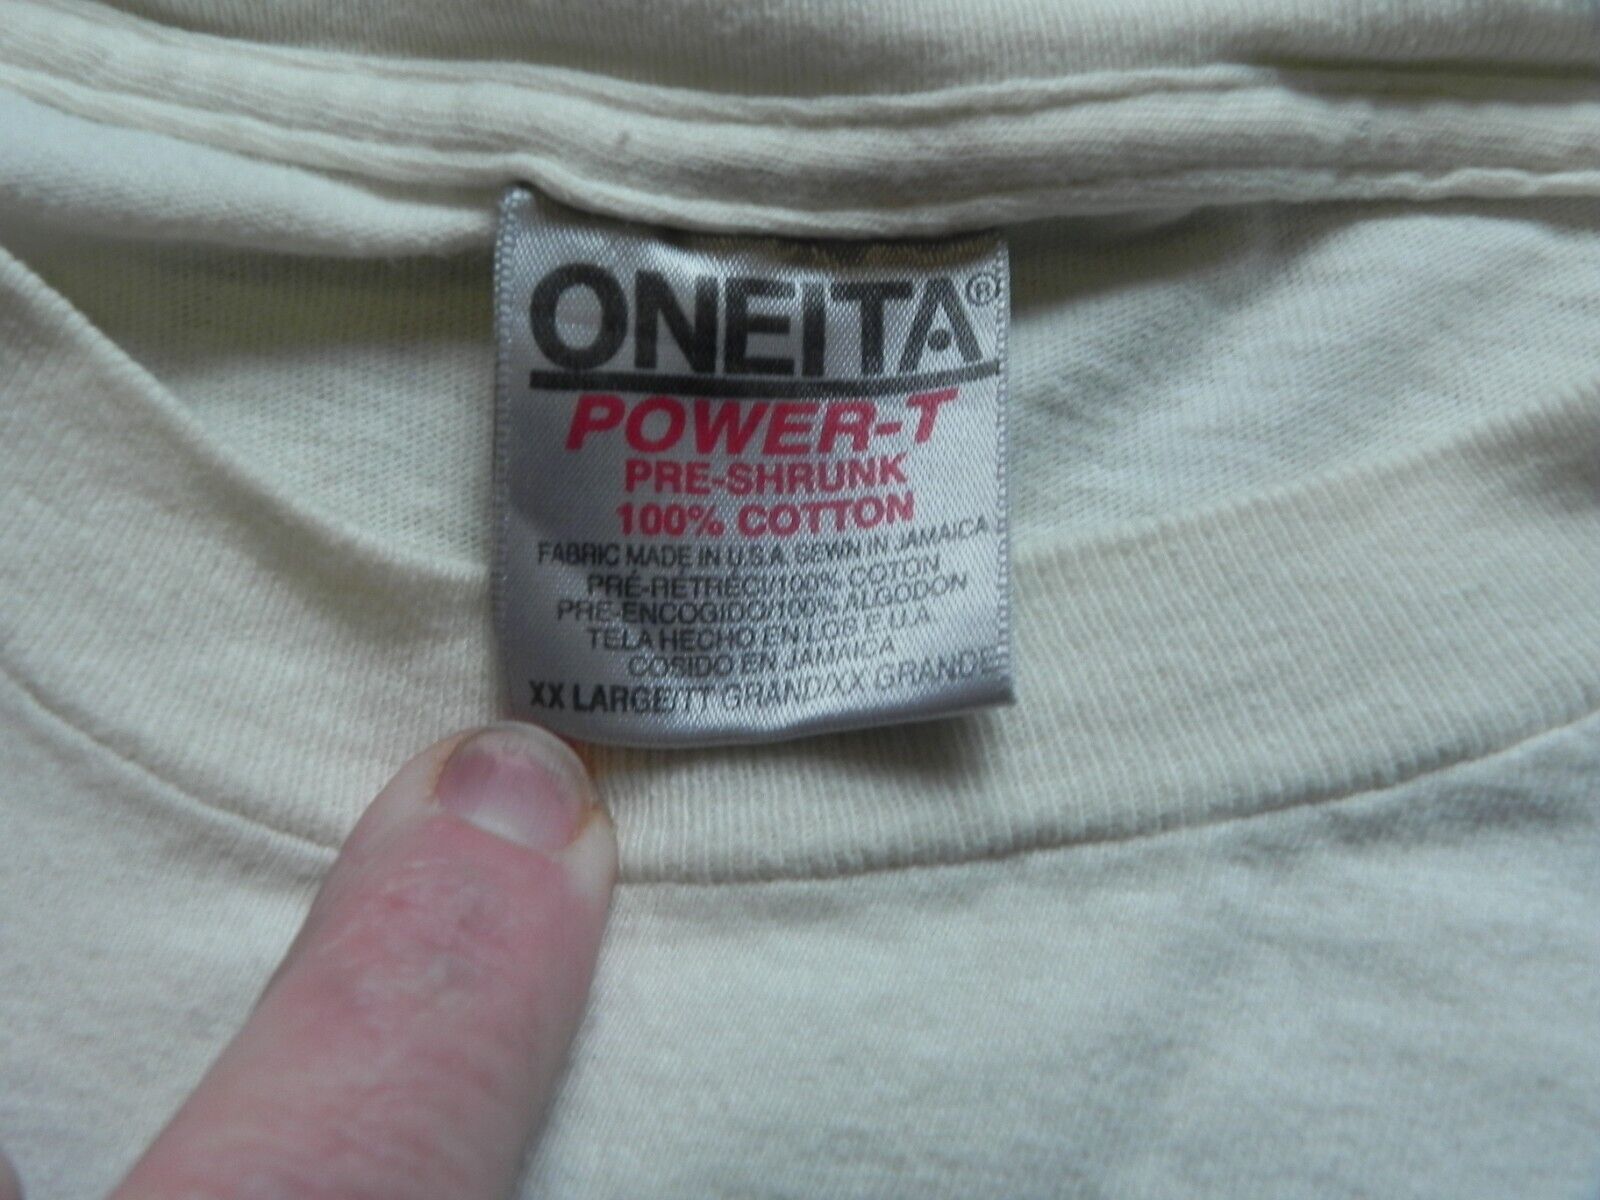 ONEITA®
POWER-T
PRE-SHRUNK
100% COTTON
FABRIC MADE IN U.S.A. SEWN IN JAMAICA
PRÉ-RETRÉCI/100% COTON
PRE-ENCOGIDO/100% ALGODON
TELA HECHO EN LOS E.U.A.
COSIDO EN JAMAICA
XX LARGE/TT GRAND/XX GRANDE